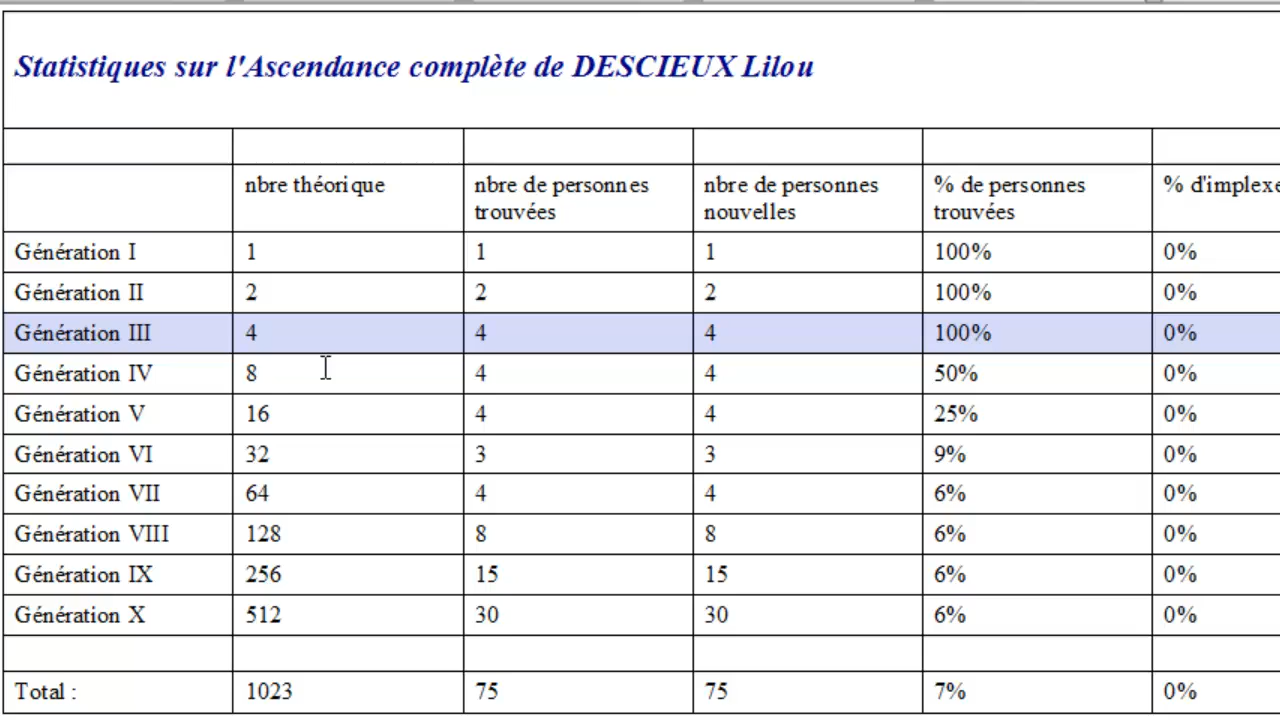 Statistiques sur l'Ascendance complète de DESCIEUX Lilou
nbre théorique nbre de personnes trouvées nbre de personnes nouvelles % de personnes trouvées % d'implexe
Génération I 1 1 1 100% 0%
Génération II 2 2 2 100% 0%
Génération III 4 4 4 100% 0%
Génération IV 8 4 4 50% 0%
Génération V 16 4 4 25% 0%
Génération VI 32 3 3 9% 0%
Génération VII 64 4 4 6% 0%
Génération VIII 128 8 8 6% 0%
Génération IX 256 15 15 6% 0%
Génération X 512 30 30 6% 0%
Total : 1023 75 75 7% 0%